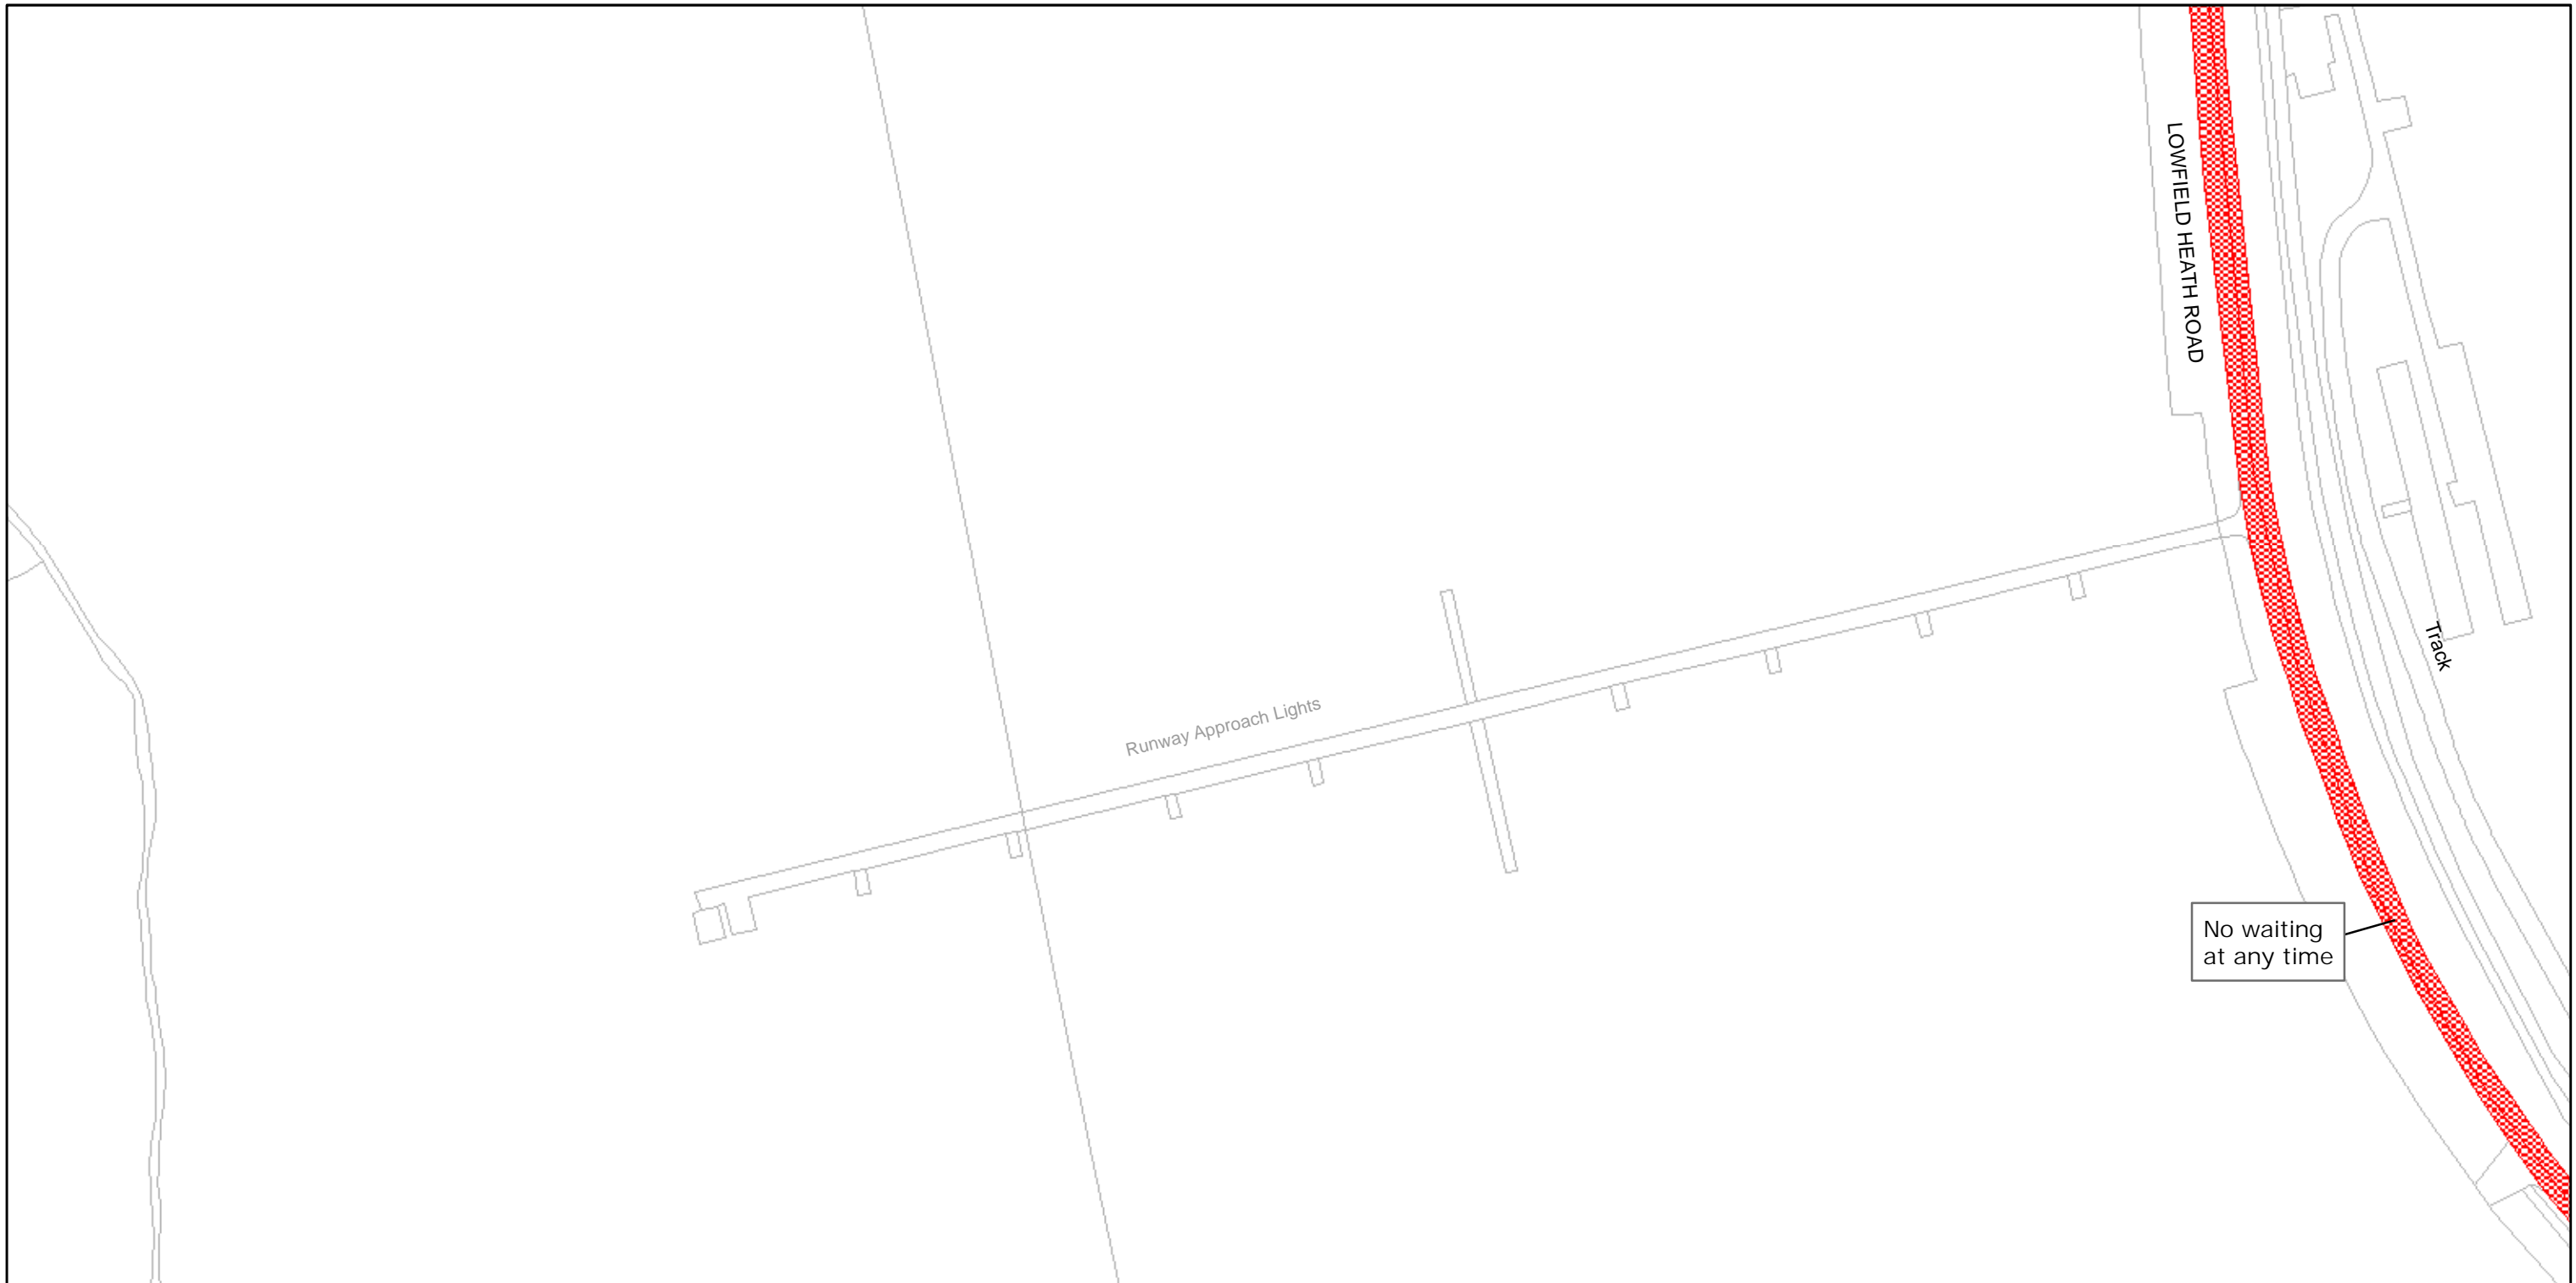 LOWFIELD HEATH ROAD
Track
Runway Approach Lights
No waiting
at any time